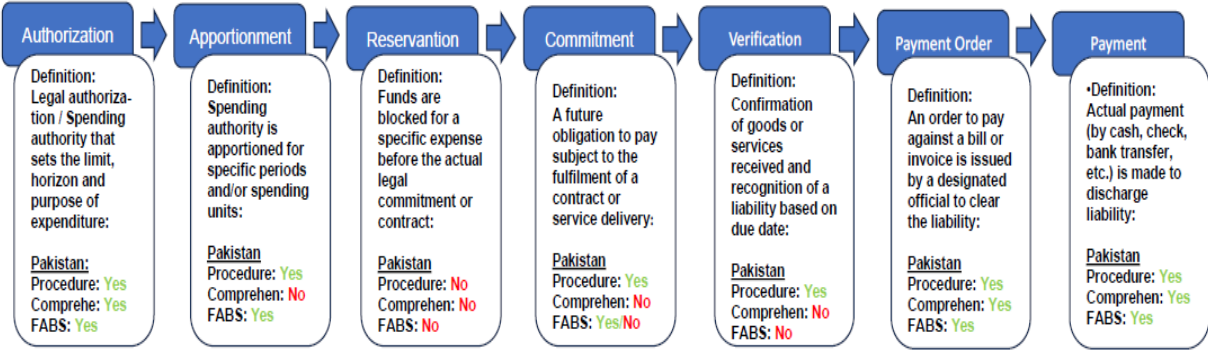 Authorization
Definition:
Legal authoriza-
tion / Spending
authority that
sets the limit,
horizon and
purpose of
expenditure:
Pakistan:
Procedure: Yes
Comprehe: Yes
FABS: Yes
Apportionment
Definition:
Spending
authority is
apportioned for
specific periods
and/or spending
units:
Pakistan
Procedure: Yes
Comprehen: No
FABS: Yes
Reservantion
Definition:
Funds are
blocked for a
specific expense
before the actual
legal
commitment or
contract:
Pakistan
Procedure: No
Comprehen: No
FABS: No
Commitment
Definition:
A future
obligation to pay
subject to the
fulfilment of a
contract or
service delivery:
Pakistan
Procedure: Yes
Comprehen: No
FABS: Yes/No
Verification
Definition:
Confirmation
of goods or
services
received and
recognition of a
liability based on
due date:
Pakistan
Procedure: Yes
Comprehen: No
FABS: No
Payment Order
Definition:
An order to pay
against a bill or
invoice is issued
by a designated
official to clear
the liability:
Pakistan
Procedure: Yes
Comprehen: Yes
FABS: Yes
Payment
•Definition:
Actual payment
(by cash, check,
bank transfer,
etc.) is made to
discharge
liability:
Pakistan
Procedure: Yes
Comprehen: Yes
FABS: Yes